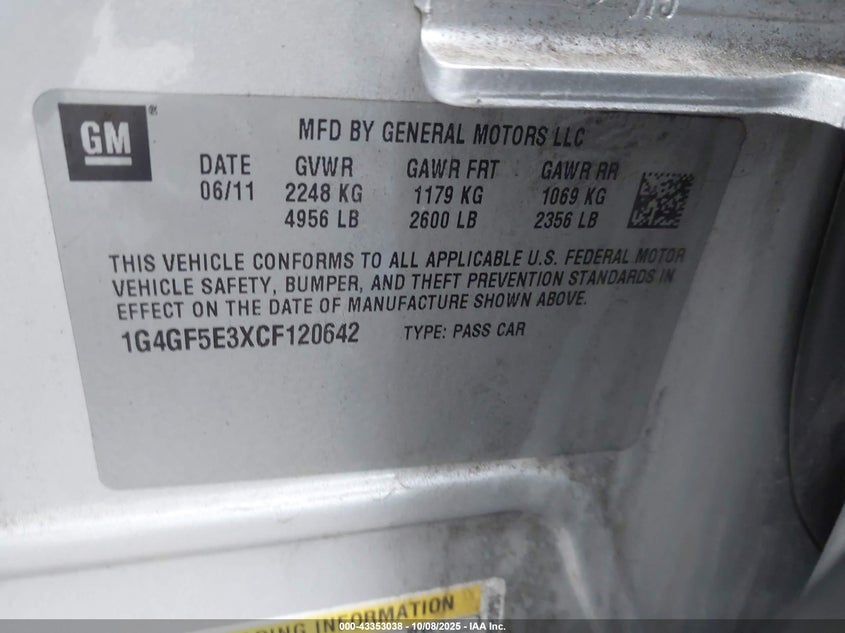 GM
®
MFD BY GENERAL MOTORS LLC
DATE GVWR GAWR FRT GAWR RR
06/11 2248 KG 1179 KG 1069 KG
4956 LB 2600 LB 2356 LB
THIS VEHICLE CONFORMS TO ALL APPLICABLE U.S. FEDERAL MOTOR
VEHICLE SAFETY, BUMPER, AND THEFT PREVENTION STANDARDS IN
EFFECT ON THE DATE OF MANUFACTURE SHOWN ABOVE.
1G4GF5E3XCF120642 TYPE: PASS CAR
INFORMATION
000-43353038 - 10/08/2025 - IAA Inc.